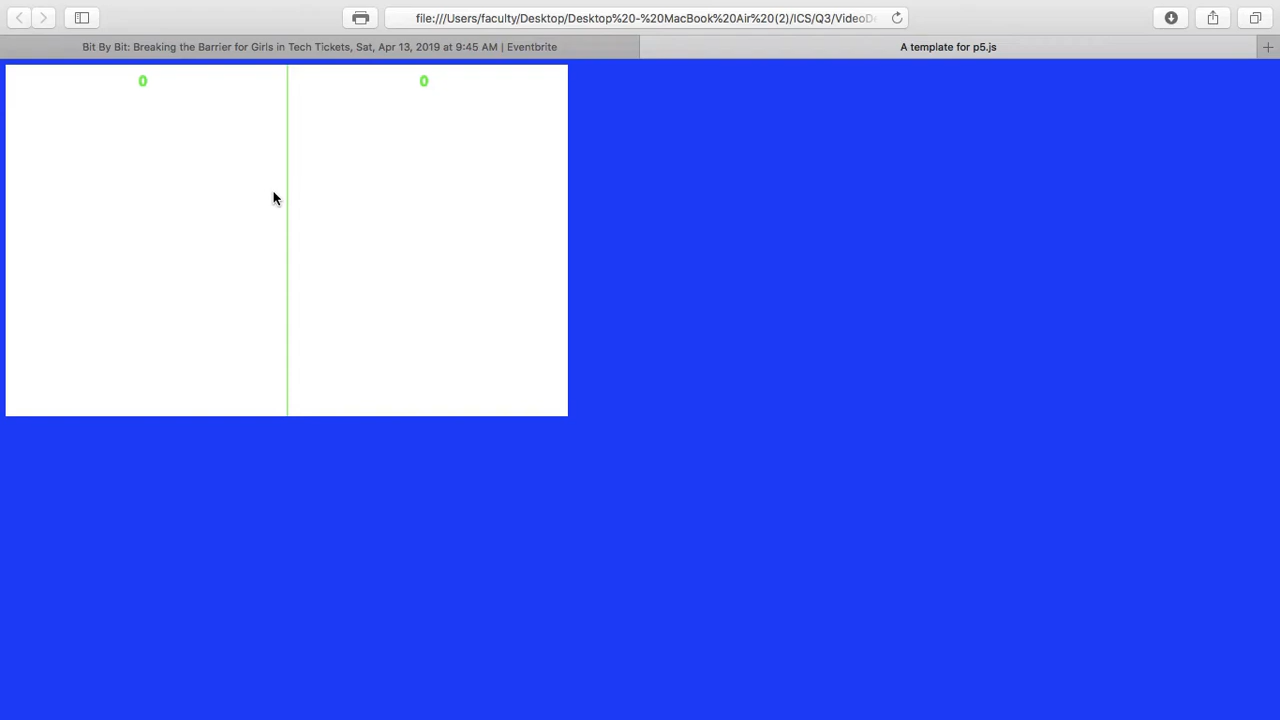 file:///Users/faculty/Desktop/Desktop%20-%20MacBook%20Air%20(2)/ICS/Q3/VideoDe
Bit By Bit: Breaking the Barrier for Girls in Tech Tickets, Sat, Apr 13, 2019 at 9:45 AM | Eventbrite
A template for p5.js
0
0